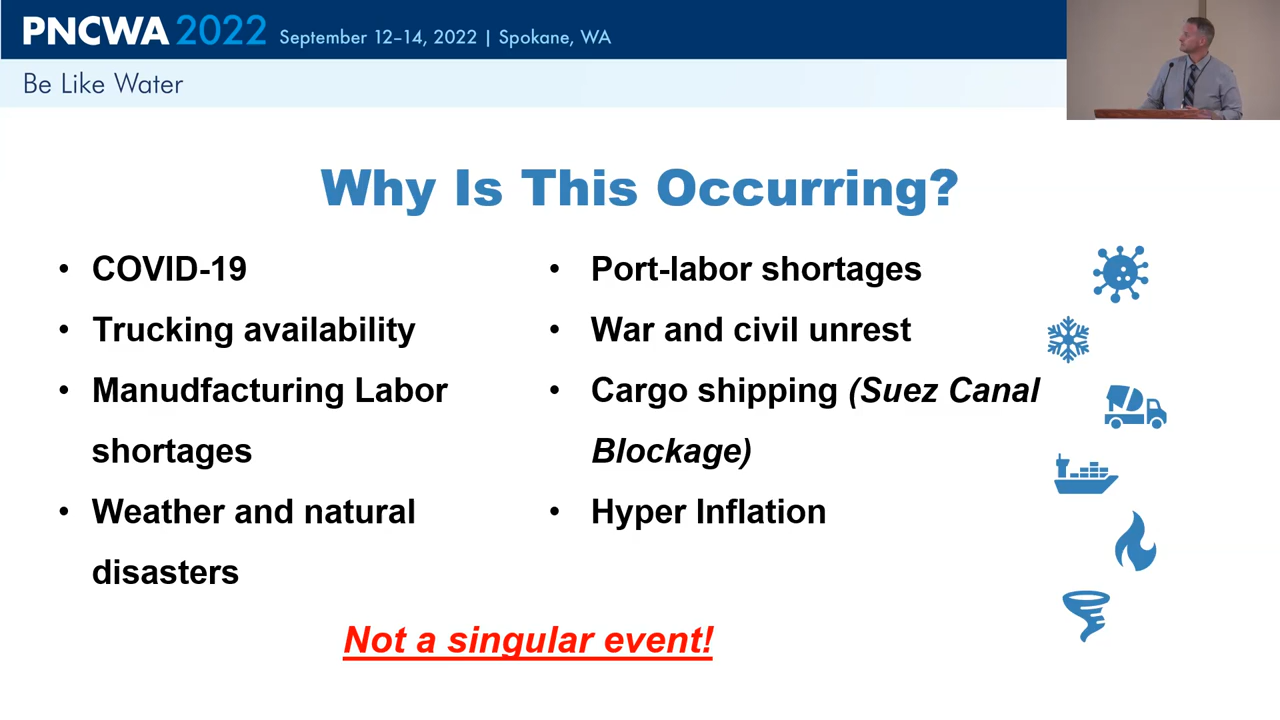 PNCWA 2022 September 12–14, 2022 | Spokane, WA
Be Like Water
Why Is This Occurring?
• COVID-19
• Trucking availability
• Manudfacturing Labor
shortages
• Weather and natural
disasters
• Port-labor shortages
• War and civil unrest
• Cargo shipping (Suez Canal
Blockage)
• Hyper Inflation
Not a singular event!